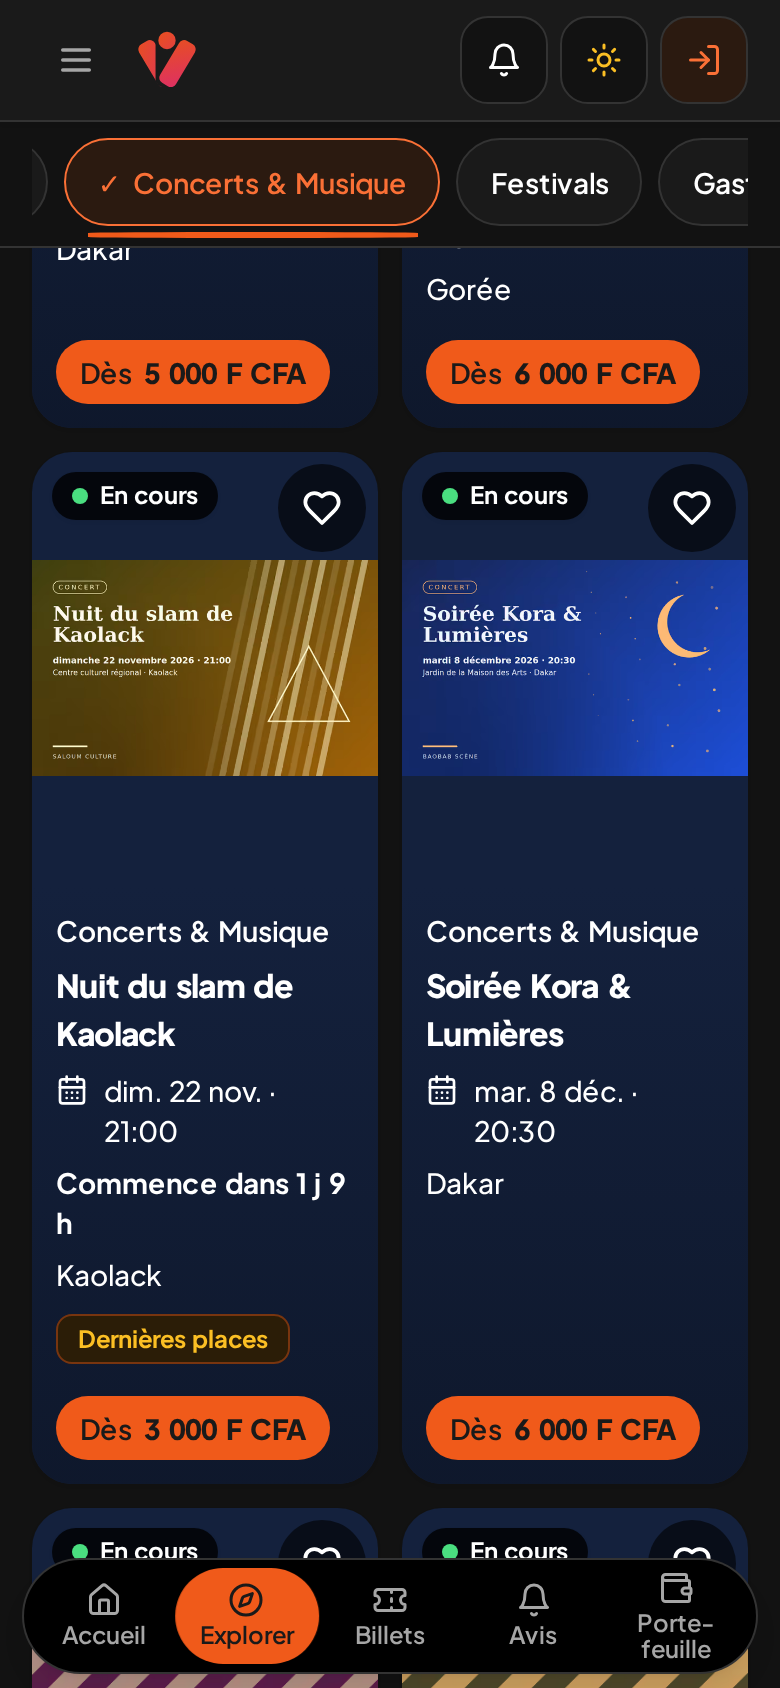 ✓ Concerts & Musique
Festivals
Gast
Dakar
Gorée
Dès 5 000 F CFA
Dès 6 000 F CFA
En cours
CONCERT
Nuit du slam de
Kaolack
dimanche 22 novembre 2026 · 21:00
Centre culturel régional · Kaolack
SALOUM CULTURE
Concerts & Musique
Nuit du slam de
Kaolack
dim. 22 nov. ·
21:00
Commence dans 1 j 9
h
Kaolack
Dernières places
Dès 3 000 F CFA
En cours
CONCERT
Soirée Kora &
Lumières
mardi 8 décembre 2026 · 20:30
Jardin de la Maison des Arts · Dakar
BAOBAB SCÈNE
Concerts & Musique
Soirée Kora &
Lumières
mar. 8 déc. ·
20:30
Dakar
Dès 6 000 F CFA
En cours
En cours
Accueil
Explorer
Billets
Avis
Porte-
feuille